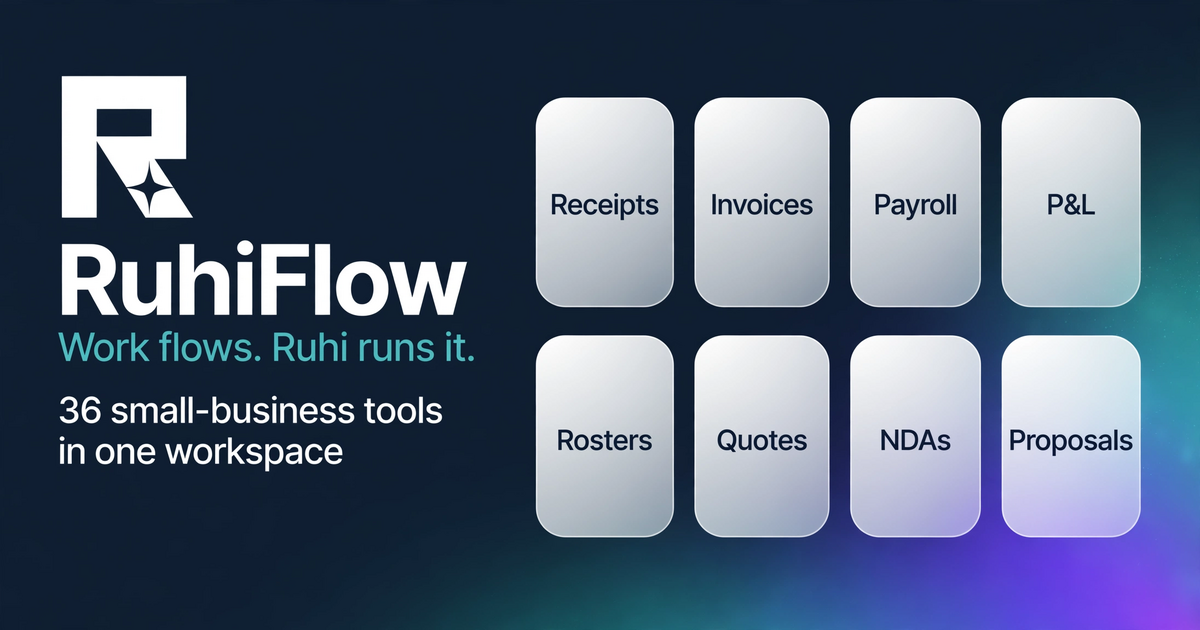 RuhiFlow
Work flows. Ruhi runs it.
36 small-business tools
in one workspace
Receipts
Invoices
Payroll
P&L
Rosters
Quotes
NDAs
Proposals